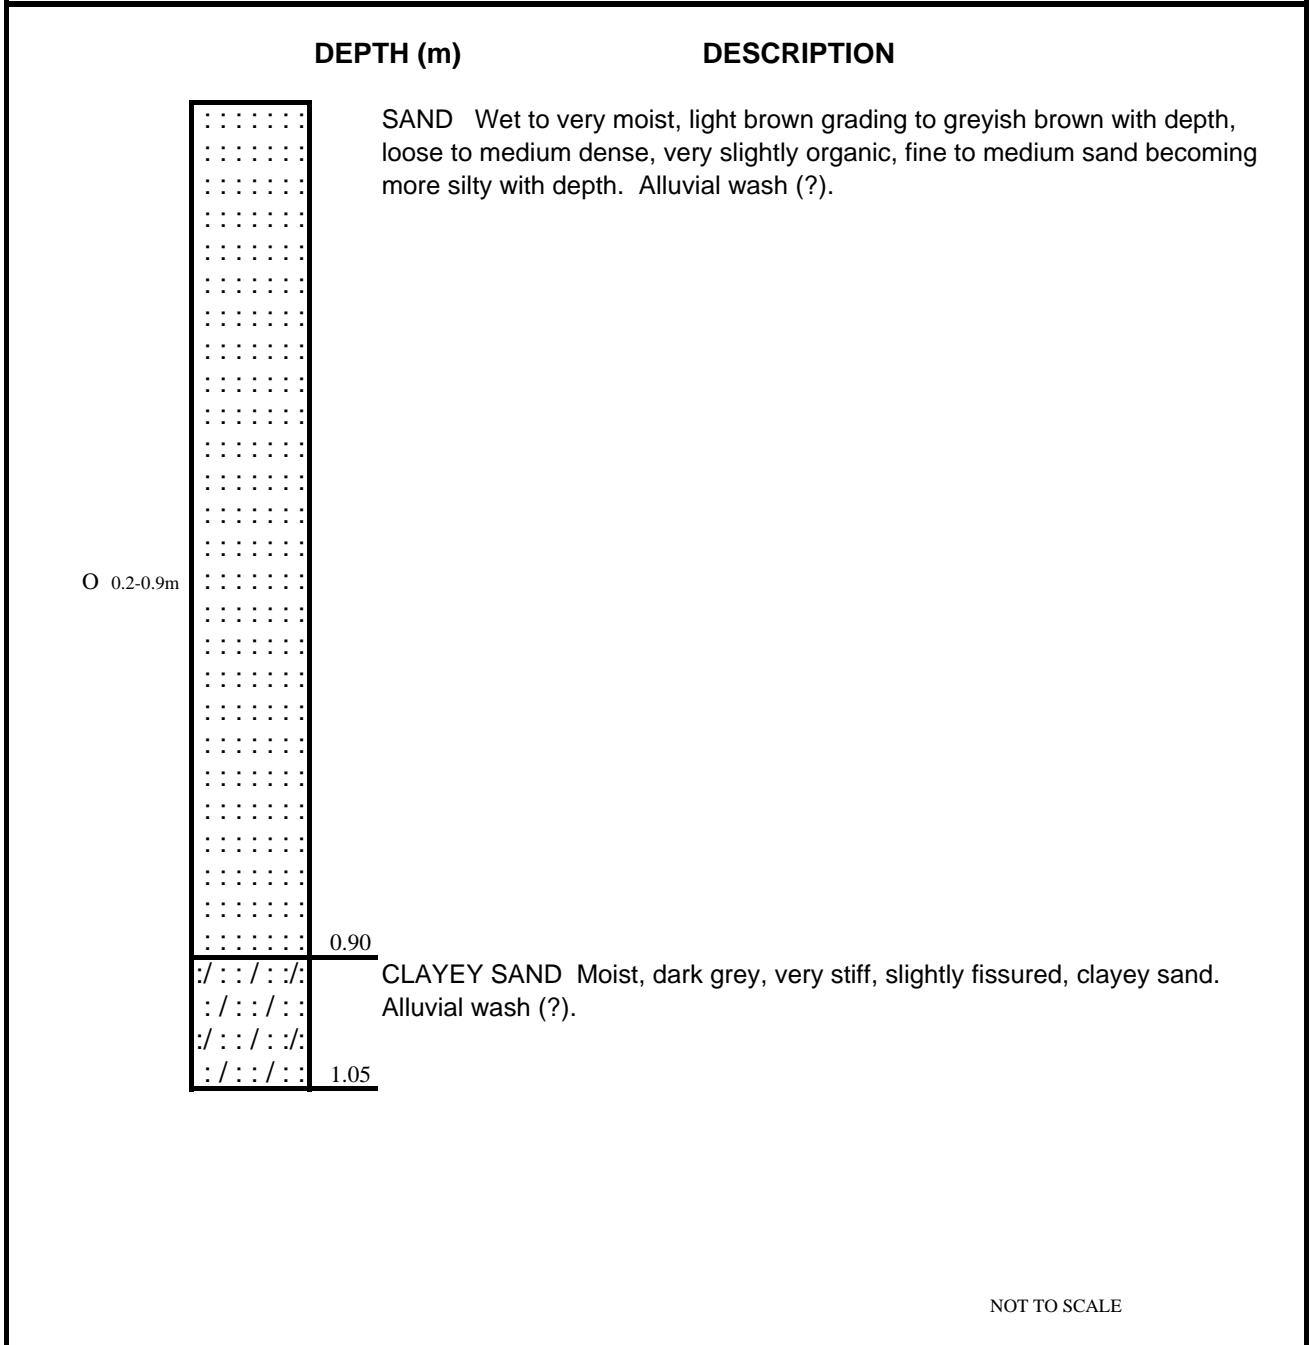 DEPTH (m) DESCRIPTION
SAND Wet to very moist, light brown grading to greyish brown with depth,
loose to medium dense, very slightly organic, fine to medium sand becoming
more silty with depth. Alluvial wash (?).
O 0.2-0.9m
0.90
CLAYEY SAND Moist, dark grey, very stiff, slightly fissured, clayey sand.
Alluvial wash (?).
1.05
NOT TO SCALE